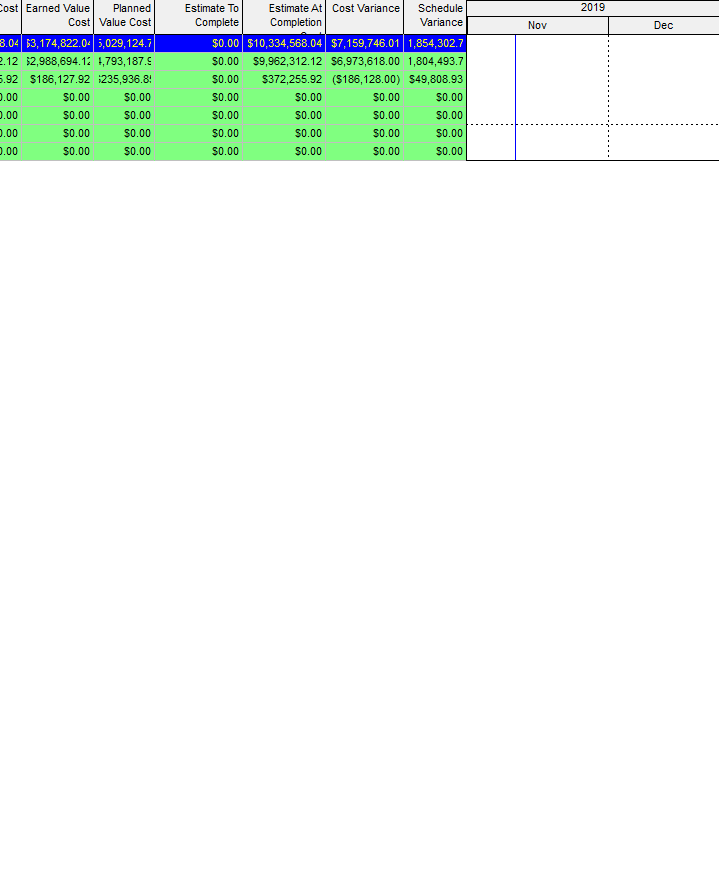 Cost Earned Value Cost Planned Value Cost Estimate To Complete Estimate At Completion Cost Variance Schedule Variance 2019
Nov Dec
8.04 $3,174,822.04 5,029,124.7 $0.00 $10,334,568.04 $7,159,746.01 1,854,302.7
2.12 $2,988,694.12 4,793,187.9 $0.00 $9,962,312.12 $6,973,618.00 1,804,493.7
5.92 $186,127.92 $235,936.85 $0.00 $372,255.92 ($186,128.00) $49,808.93
0.00 $0.00 $0.00 $0.00 $0.00 $0.00 $0.00
0.00 $0.00 $0.00 $0.00 $0.00 $0.00 $0.00
0.00 $0.00 $0.00 $0.00 $0.00 $0.00 $0.00
0.00 $0.00 $0.00 $0.00 $0.00 $0.00 $0.00